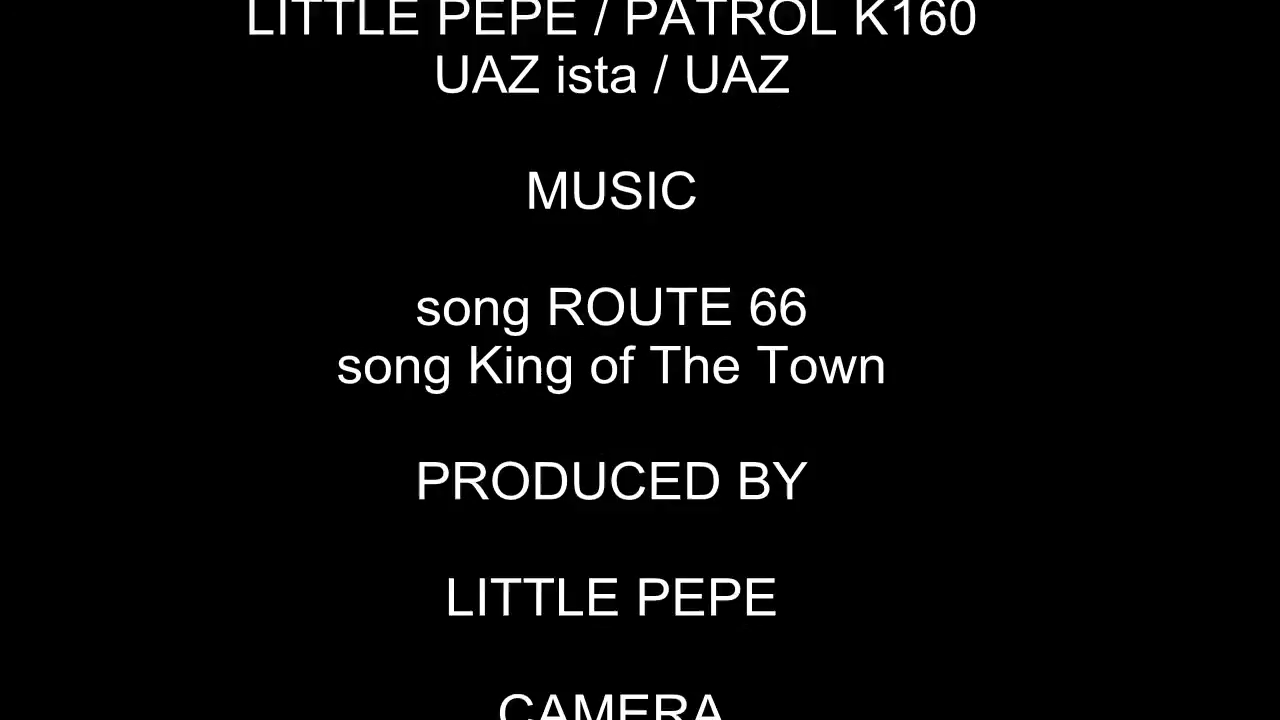 LITTLE PEPE / PATROL K160
UAZ ista / UAZ
MUSIC
song ROUTE 66
song King of The Town
PRODUCED BY
LITTLE PEPE
CAMERA